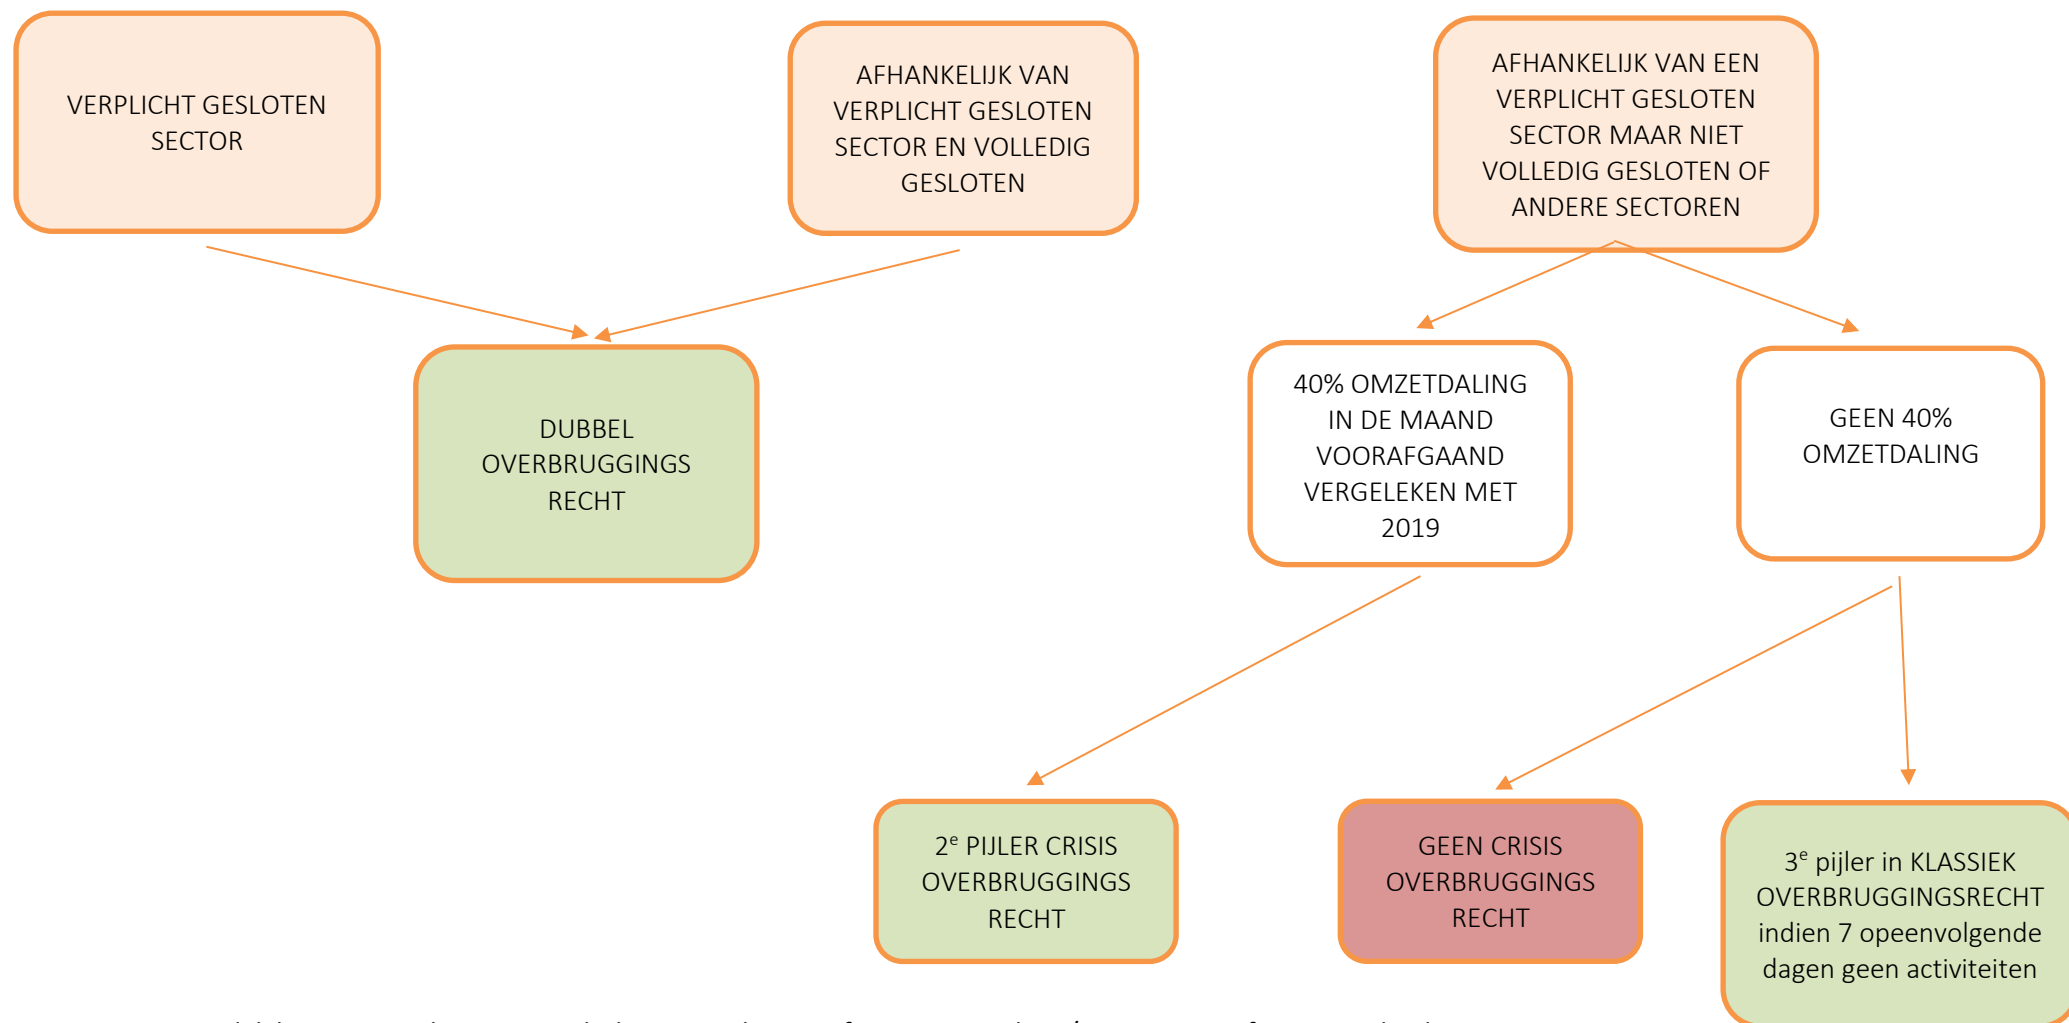 VERPLICHT GESLOTEN
SECTOR
AFHANKELIJK VAN
VERPLICHT GESLOTEN
SECTOR EN VOLLEDIG
GESLOTEN
AFHANKELIJK VAN EEN
VERPLICHT GESLOTEN
SECTOR MAAR NIET
VOLLEDIG GESLOTEN OF
ANDERE SECTOREN
DUBBEL
OVERBRUGGINGS
RECHT
40% OMZETDALING
IN DE MAAND
VOORAFGAAND
VERGELEKEN MET
2019
GEEN 40%
OMZETDALING
2e PIJLER CRISIS
OVERBRUGGINGS
RECHT
GEEN CRISIS
OVERBRUGGINGS
RECHT
3e pijler in KLASSIEK
OVERBRUGGINGSRECHT
indien 7 opeenvolgende
dagen geen activiteiten